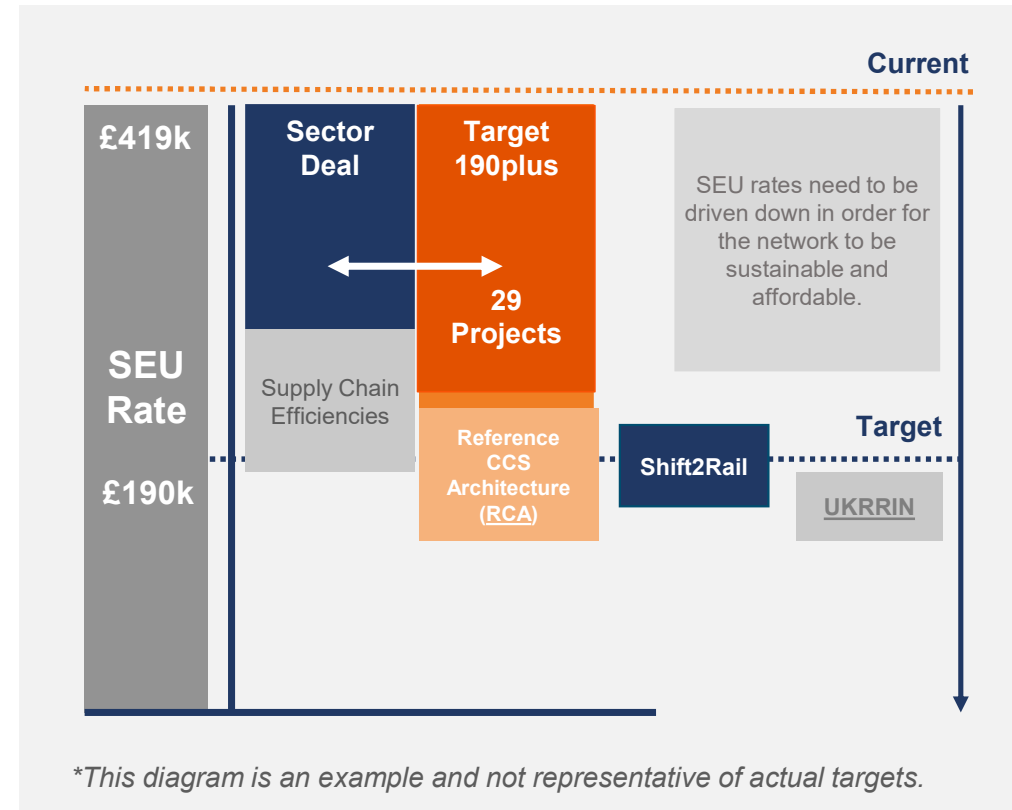 Current
£419k
SEU
Rate
£190k
Sector
Deal
Supply Chain
Efficiencies
Target
190plus
29
Projects
Reference
CCS
Architecture
(RCA)
SEU rates need to be
driven down in order for
the network to be
sustainable and
affordable.
Target
Shift2Rail
UKRRIN
*This diagram is an example and not representative of actual targets.